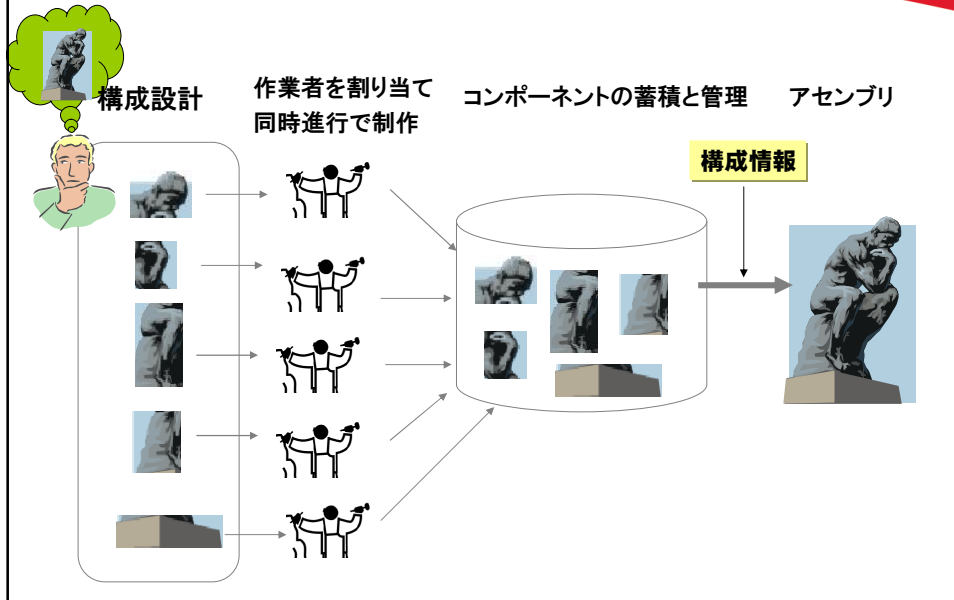 構成設計
作業者を割り当て
同時進行で制作
コンポーネントの蓄積と管理
アセンブリ
構成情報